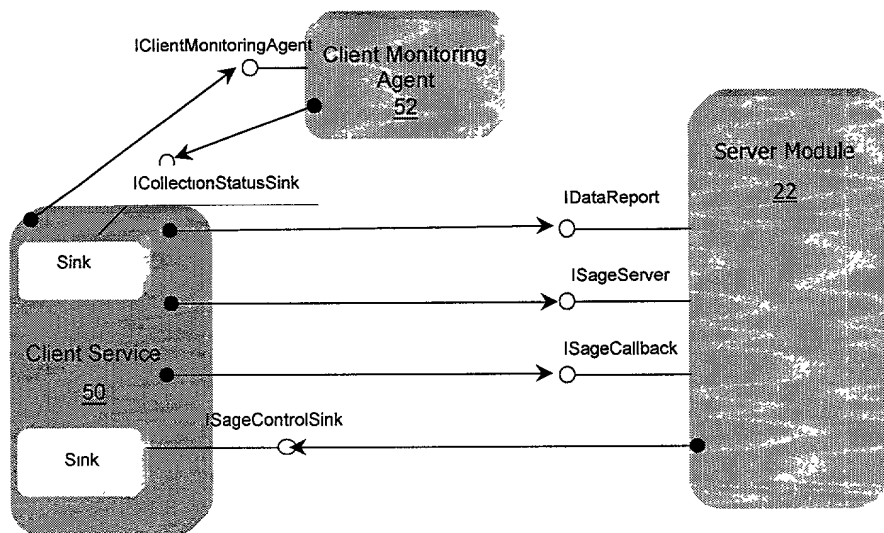 IClientMonitoringAgent
Client Monitoring
Agent
52
ICollectionStatusSink
Server Module
22
IDataReport
Sink
ISageServer
Client Service
50
ISageCallback
ISageControlSink
Sink